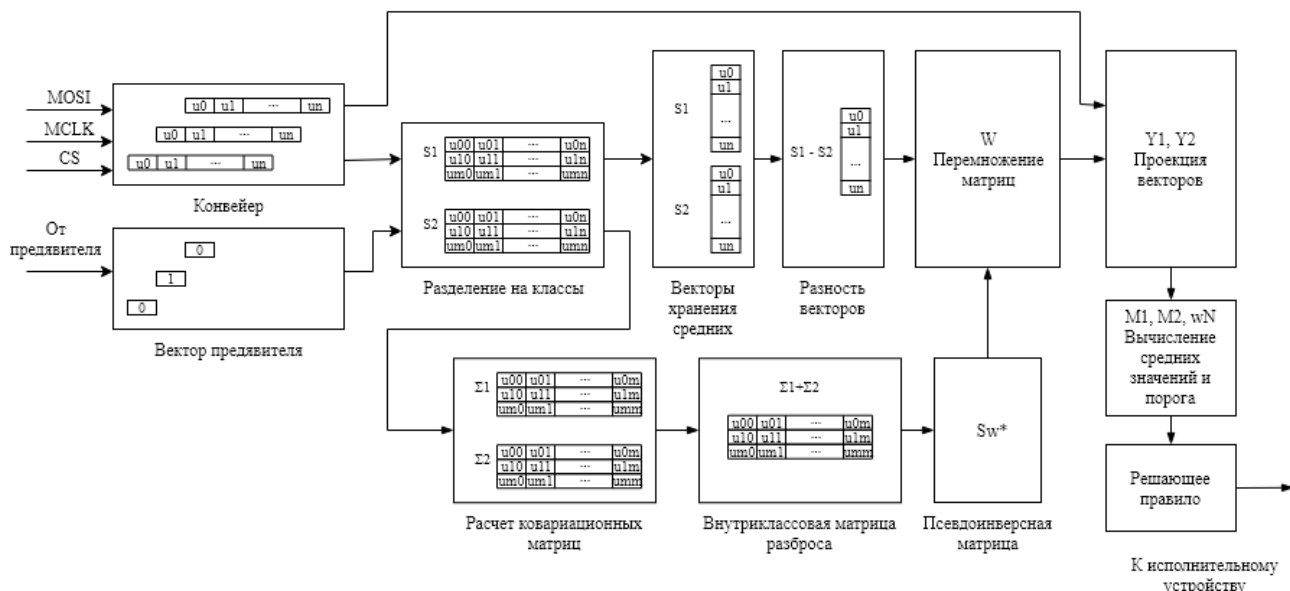 MOSI
MCLK
CS
u0 u1 ... un
u0 u1 ... un
u0 u1 ... un
Конвейер
От
предявителя
0
1
0
Вектор предявителя
S1
u00 u01 ... u0n
u10 u11 ... u1n
um0 um1 ... umn
S2
u00 u01 ... u0n
u10 u11 ... u1n
um0 um1 ... umn
Разделение на классы
S1
u0
u1
...
un
S2
u0
u1
...
un
Векторы
хранения
средних
S1 - S2
u0
u1
...
un
Разность
векторов
W
Перемножение
матриц
Y1, Y2
Проекция
векторов
M1, M2, wN
Вычисление
средних
значений и
порога
Решающее
правило
К исполнительному
устройству
Σ1
u00 u01 ... u0m
u10 u11 ... u1m
um0 um1 ... umm
Σ2
u00 u01 ... u0m
u10 u11 ... u1m
um0 um1 ... umm
Расчет ковариационных
матриц
Σ1+Σ2
u00 u01 ... u0m
u10 u11 ... u1m
um0 um1 ... umm
Внутриклассовая матрица
разброса
Sw*
Псевдоинверсная
матрица